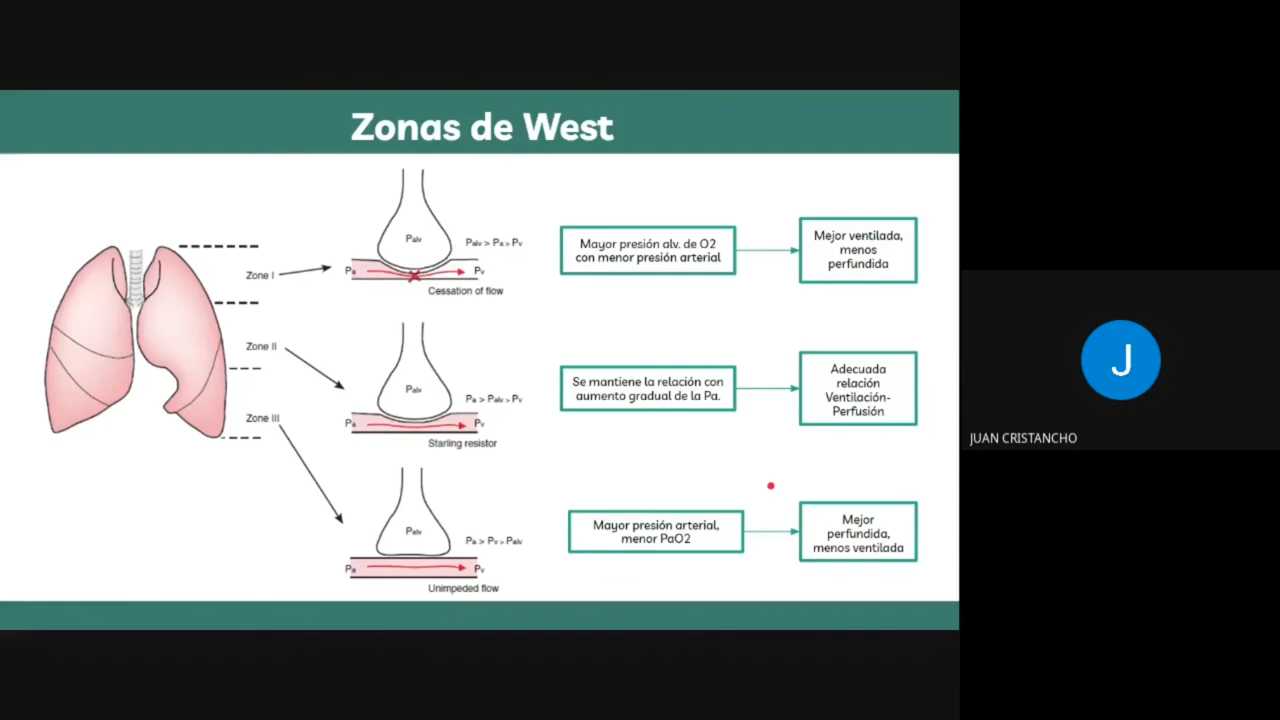 Zonas de West
Palv
Palv > Pa > Pv
Zone I
Pa
Pv
Cessation of flow
Mayor presión alv. de O2
con menor presión arterial
Mejor ventilada,
menos
perfundida
Zone II
Palv
Pa > Palv > Pv
Pa
Pv
Starling resistor
Se mantiene la relación con
aumento gradual de la Pa.
Adecuada
relación
Ventilación-
Perfusión
Zone III
Palv
Pa > Pv > Palv
Pa
Pv
Unimpeded flow
Mayor presión arterial,
menor PaO2
Mejor
perfundida,
menos ventilada
J
JUAN CRISTANCHO